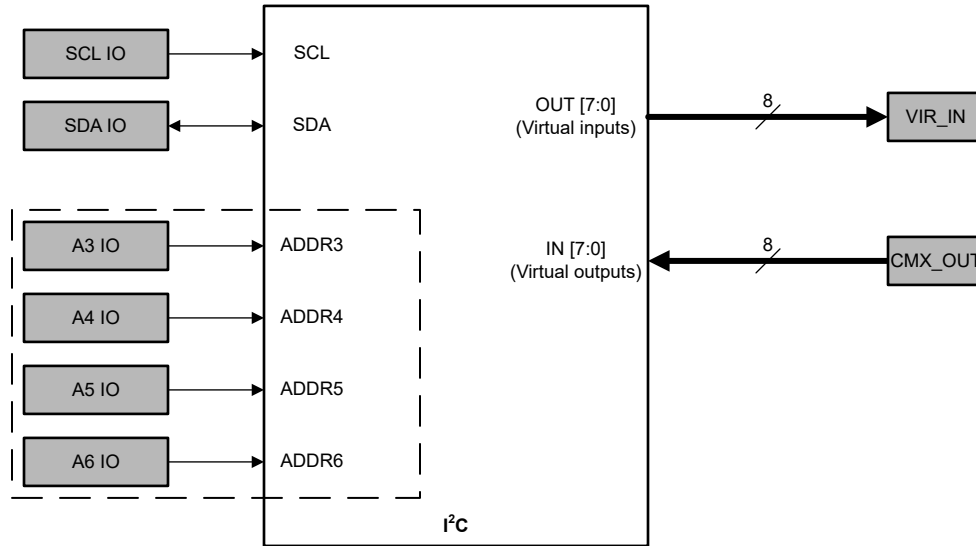 SCL IO
SCL
SDA IO
SDA
OUT [7:0]
(Virtual inputs)
8
VIR_IN
A3 IO
ADDR3
IN [7:0]
(Virtual outputs)
8
CMX_OUT
A4 IO
ADDR4
A5 IO
ADDR5
A6 IO
ADDR6
I²C